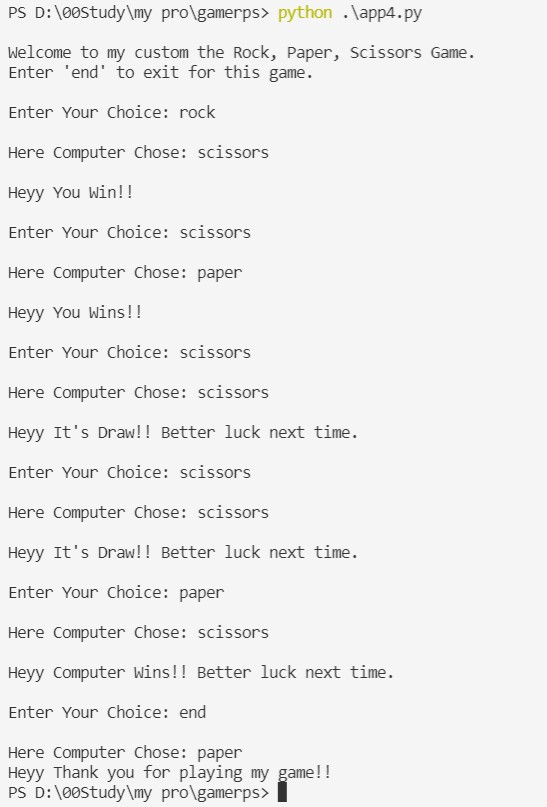 PS D:\00Study\my pro\gamerps> python .\app4.py
Welcome to my custom the Rock, Paper, Scissors Game.
Enter 'end' to exit for this game.
Enter Your Choice: rock
Here Computer Chose: scissors
Heyy You Win!!
Enter Your Choice: scissors
Here Computer Chose: paper
Heyy You Wins!!
Enter Your Choice: scissors
Here Computer Chose: scissors
Heyy It's Draw!! Better luck next time.
Enter Your Choice: scissors
Here Computer Chose: scissors
Heyy It's Draw!! Better luck next time.
Enter Your Choice: paper
Here Computer Chose: scissors
Heyy Computer Wins!! Better luck next time.
Enter Your Choice: end
Here Computer Chose: paper
Heyy Thank you for playing my game!!
PS D:\00Study\my pro\gamerps>